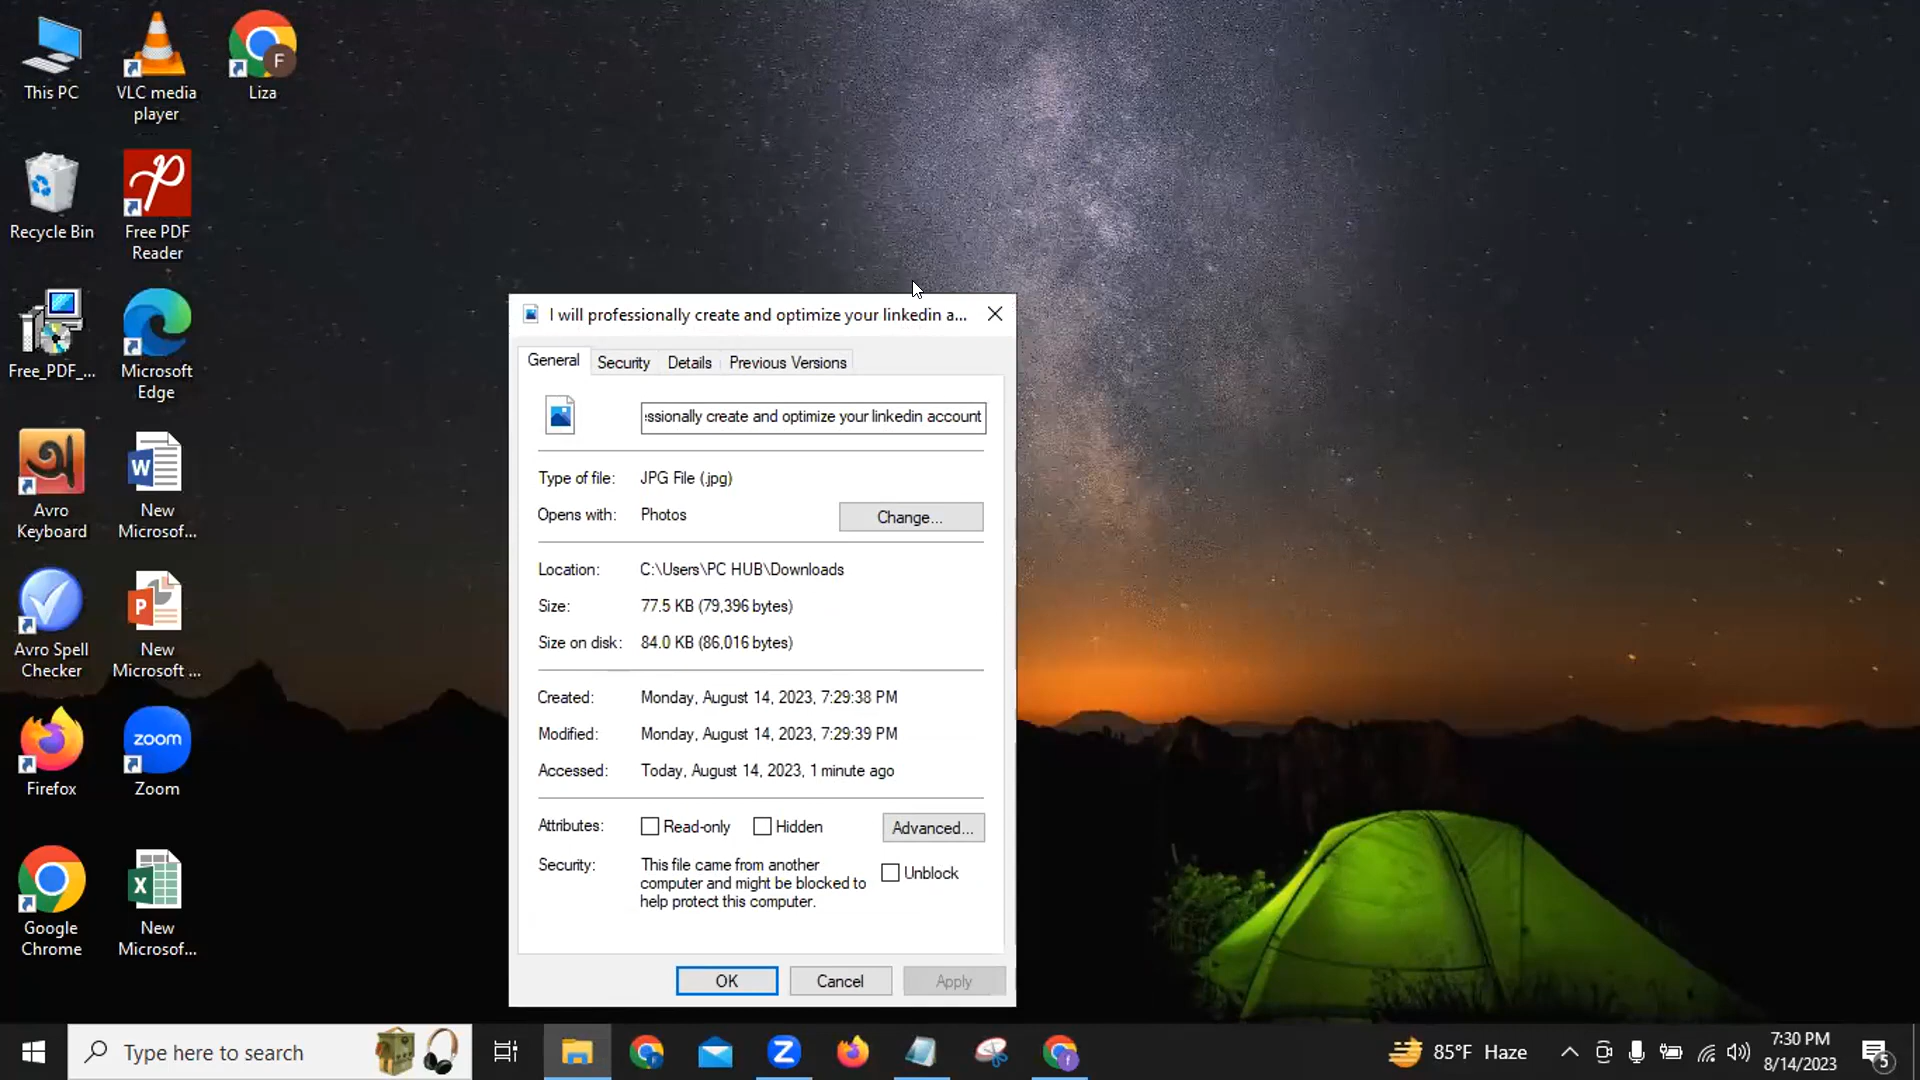 This PC
VLC media
player
Liza
F
Recycle Bin
Free PDF
Reader
Free_PDF_...
Microsoft
Edge
Avro
Keyboard
New
Microsof...
Avro Spell
Checker
New
Microsoft ...
Firefox
zoom
Zoom
Google
Chrome
New
Microsof...
I will professionally create and optimize your linkedin a...
General Security Details Previous Versions
ssionally create and optimize your linkedin account
Type of file: JPG File (.jpg)
Opens with: Photos Change...
Location: C:\Users\PC HUB\Downloads
Size: 77.5 KB (79,396 bytes)
Size on disk: 84.0 KB (86,016 bytes)
Created: Monday, August 14, 2023, 7:29:38 PM
Modified: Monday, August 14, 2023, 7:29:39 PM
Accessed: Today, August 14, 2023, 1 minute ago
Attributes: Read-only Hidden Advanced...
Security: This file came from another
computer and might be blocked to
help protect this computer.
Unblock
OK Cancel Apply
Type here to search
85°F Haze
7:30 PM
8/14/2023
5